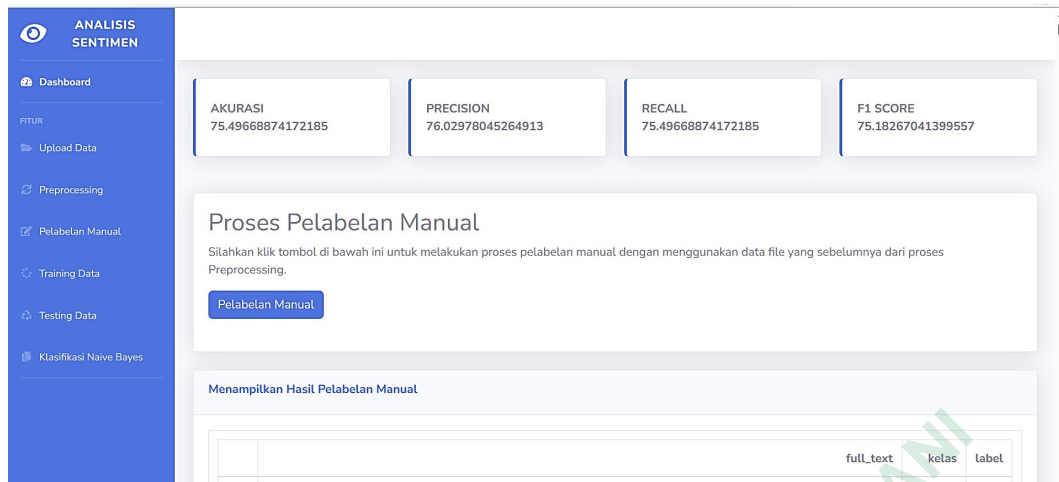 ANALISIS
SENTIMEN
Dashboard
FITUR
Upload Data
Preprocessing
Pelabelan Manual
Training Data
Testing Data
Klasifikasi Naive Bayes
AKURASI
75.49668874172185
PRECISION
76.02978045264913
RECALL
75.49668874172185
F1 SCORE
75.18267041399557
Proses Pelabelan Manual
Silahkan klik tombol di bawah ini untuk melakukan proses pelabelan manual dengan menggunakan data file yang sebelumnya dari proses
Preprocessing.
Pelabelan Manual
Menampilkan Hasil Pelabelan Manual
full_text kelas label